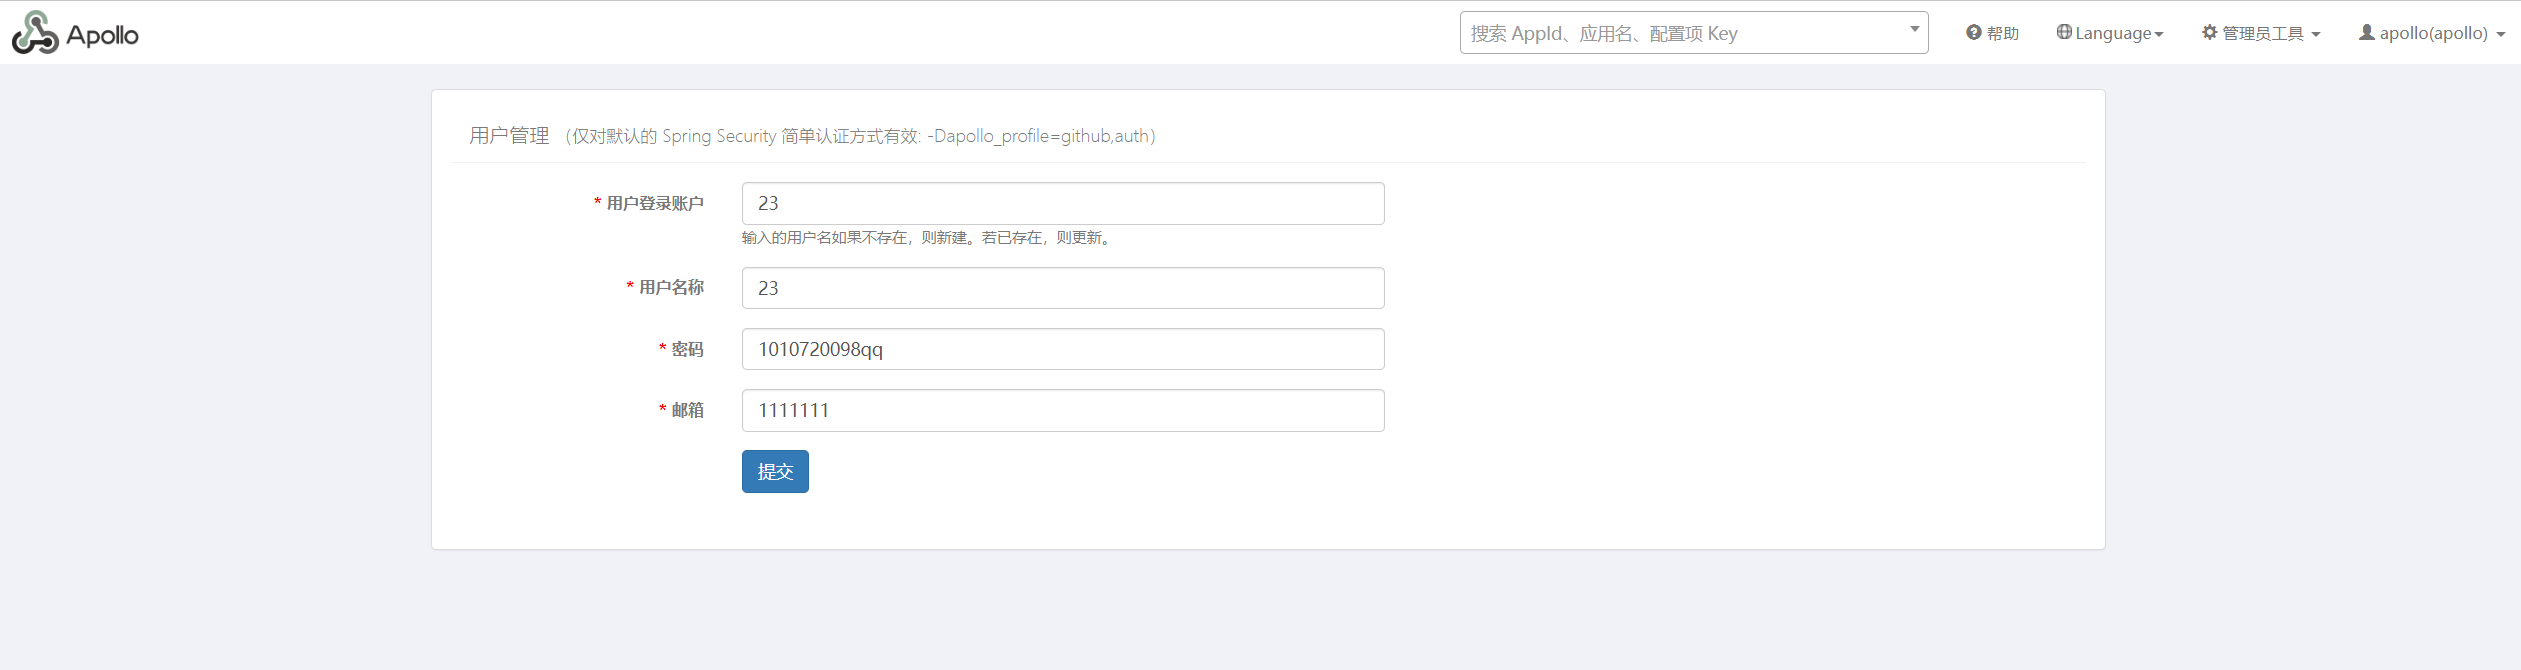 Apollo
搜索 AppId、应用名、配置项 Key
帮助
Language
管理员工具
apollo(apollo)
用户管理 （仅对默认的 Spring Security 简单认证方式有效: -Dapollo_profile=github,auth）
* 用户登录账户
23
输入的用户名如果不存在，则新建。若已存在，则更新。
* 用户名称
23
* 密码
1010720098qq
* 邮箱
1111111
提交